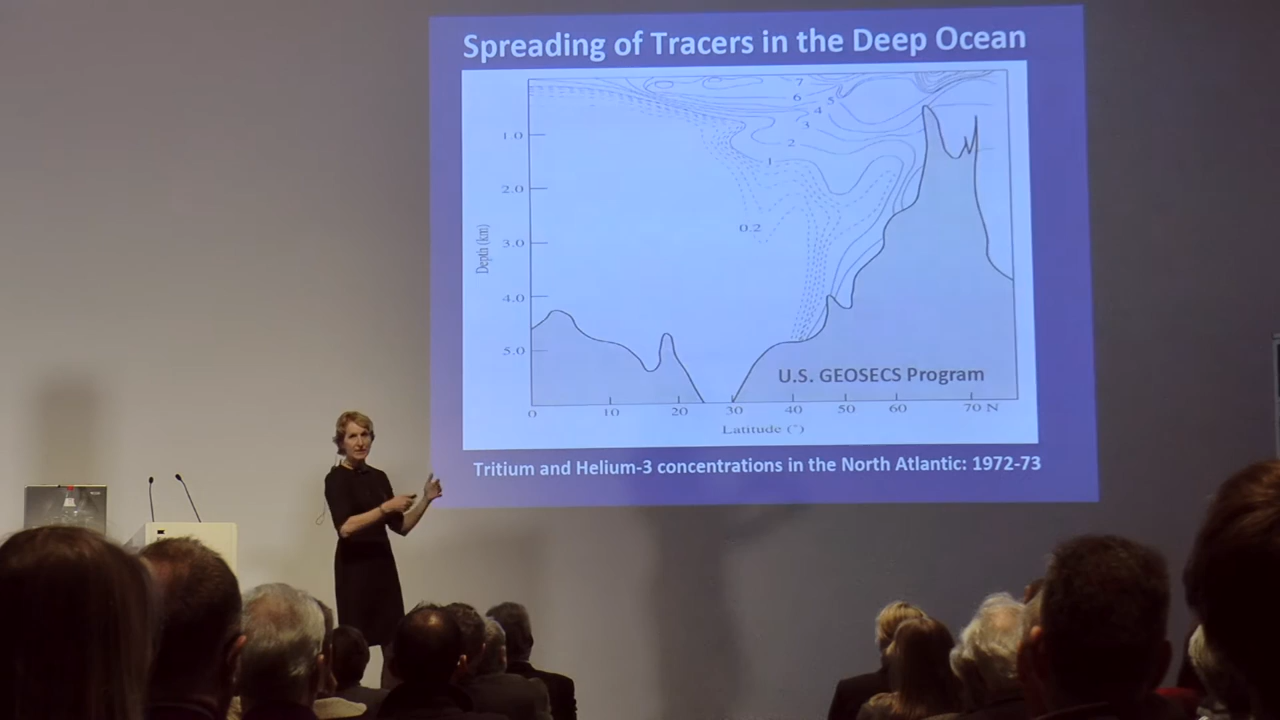 Spreading of Tracers in the Deep Ocean
7
6
5
4
3
1.0
2
1
2.0
0.2
3.0
Depth (km)
4.0
5.0
U.S. GEOSECS Program
0 10 20 30 40 50 60 70 N
Latitude (°)
Tritium and Helium-3 concentrations in the North Atlantic: 1972-73